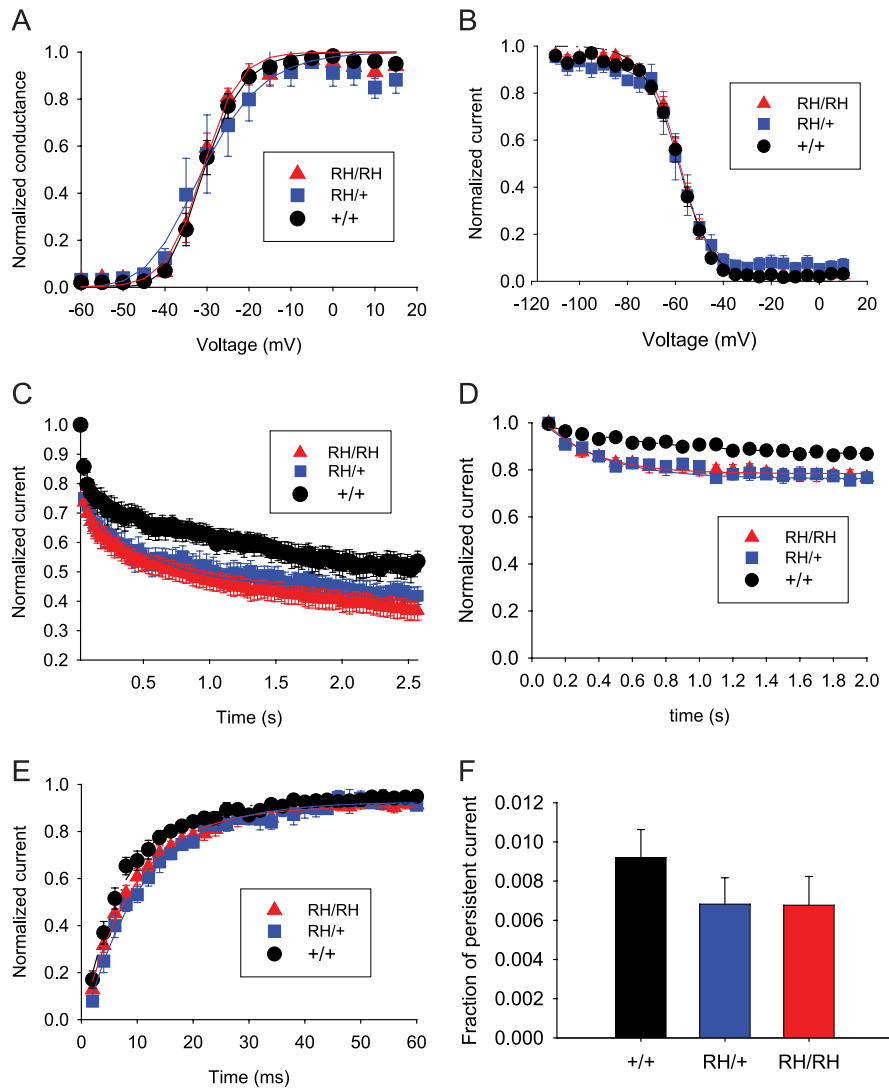 A
Normalized conductance
1.0
0.8
0.6
0.4
0.2
0.0
RH/RH
RH/+
+/+
-60 -50 -40 -30 -20 -10 0 10 20
Voltage (mV)
B
Normalized current
1.0
0.8
0.6
0.4
0.2
0.0
RH/RH
RH/+
+/+
-120 -100 -80 -60 -40 -20 0 20
Voltage (mV)
C
Normalized current
1.0
0.9
0.8
0.7
0.6
0.5
0.4
0.3
0.2
RH/RH
RH/+
+/+
0.5 1.0 1.5 2.0 2.5
Time (s)
D
Normalized current
1.0
0.8
0.6
0.4
0.2
0.0
RH/RH
RH/+
+/+
0.0 0.2 0.4 0.6 0.8 1.0 1.2 1.4 1.6 1.8 2.0
time (s)
E
Normalized current
1.0
0.8
0.6
0.4
0.2
0.0
RH/RH
RH/+
+/+
0 10 20 30 40 50 60
Time (ms)
F
Fraction of persistent current
0.012
0.010
0.008
0.006
0.004
0.002
0.000
+/+ RH/+ RH/RH